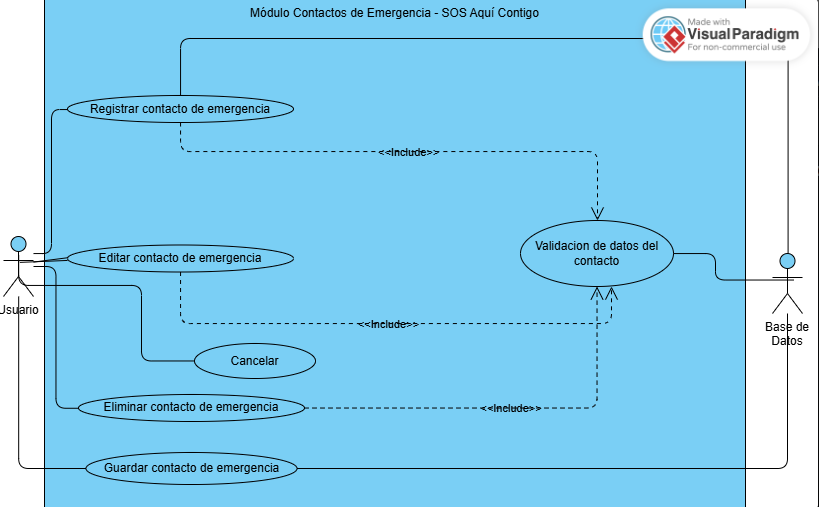 Módulo Contactos de Emergencia - SOS Aquí Contigo
Made with
VisualParadigm
For non-commercial use
Registrar contacto de emergencia
<<Include>>
Validacion de datos del
contacto
Editar contacto de emergencia
Usuario
<<Include>>
Base de
Datos
Cancelar
Eliminar contacto de emergencia
<<Include>>
Guardar contacto de emergencia